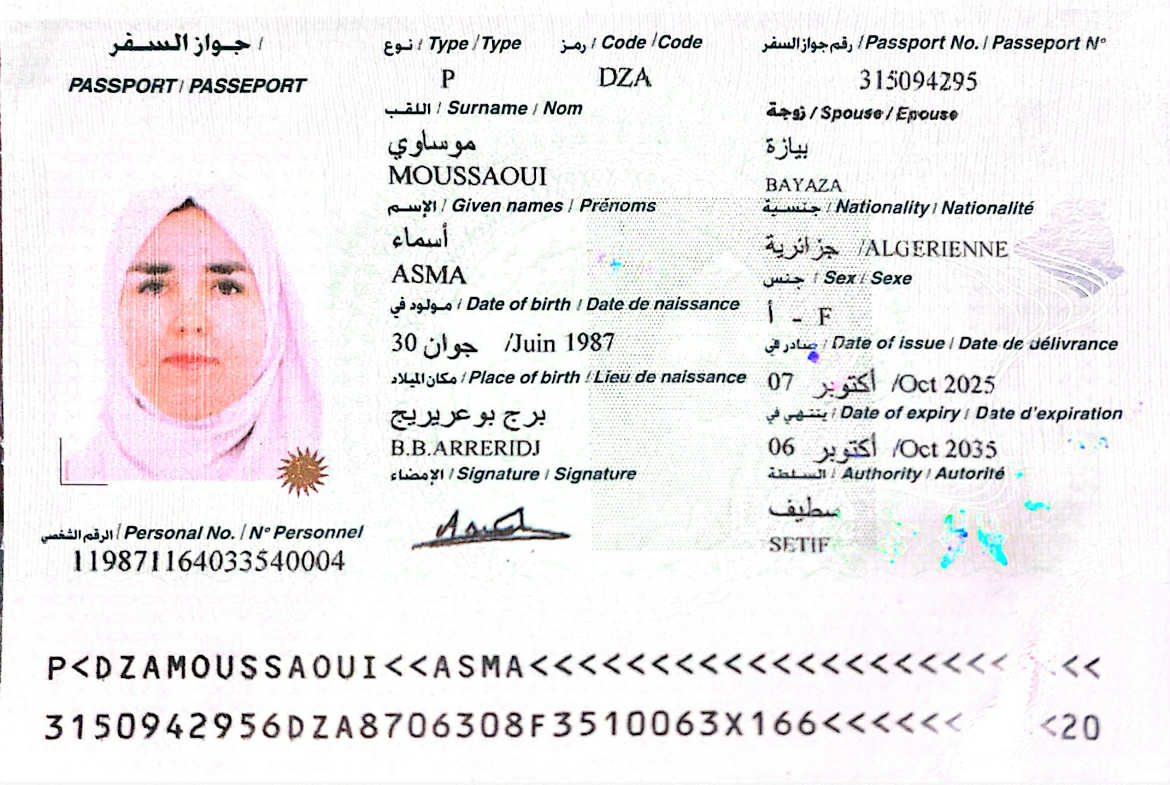 جواز السفر /
PASSPORT / PASSEPORT
نوع / Type / Type
P
رمز / Code / Code
DZA
رقم جواز السفر / Passport No. / Passeport N°
315094295
اللقب / Surname / Nom
موساوي
MOUSSAOUI
زوجة / Spouse / Epouse
بيازة
BAYAZA
الإسم / Given names / Prénoms
أسماء
ASMA
جنسية / Nationality / Nationalité
جزائرية /ALGERIENNE
جنس / Sex / Sexe
أ - F
مولود في / Date of birth / Date de naissance
30 جوان /Juin 1987
صادر في / Date of issue / Date de délivrance
07 أكتوبر /Oct 2025
مكان الميلاد / Place of birth / Lieu de naissance
برج بوعريريج
B.B.ARRERIDJ
ينتهي في / Date of expiry / Date d'expiration
06 أكتوبر /Oct 2035
الإمضاء / Signature / Signature
السلطة / Authority / Autorité
سطيف
SETIF
الرقم الشخصي / Personal No. / N° Personnel
119871164033540004
P<DZAMOUSSAOUI<<ASMA<<<<<<<<<<<<<<<<<<<<< <<
3150942956DZA8706308F3510063X166<<<<<< <20